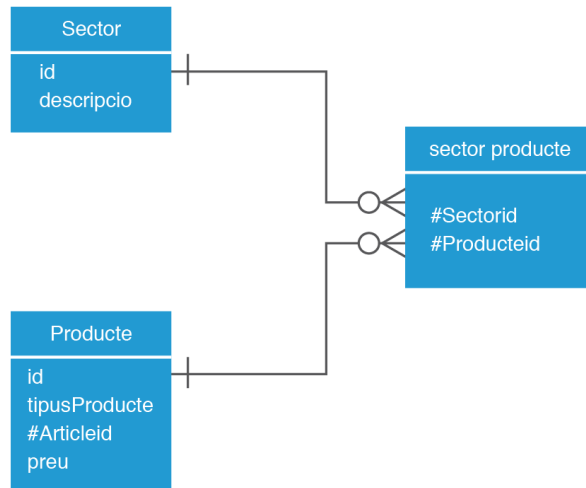 Sector
id
descripcio
sector producte
#Sectorid
#Producteid
Producte
id
tipusProducte
#Articleid
preu